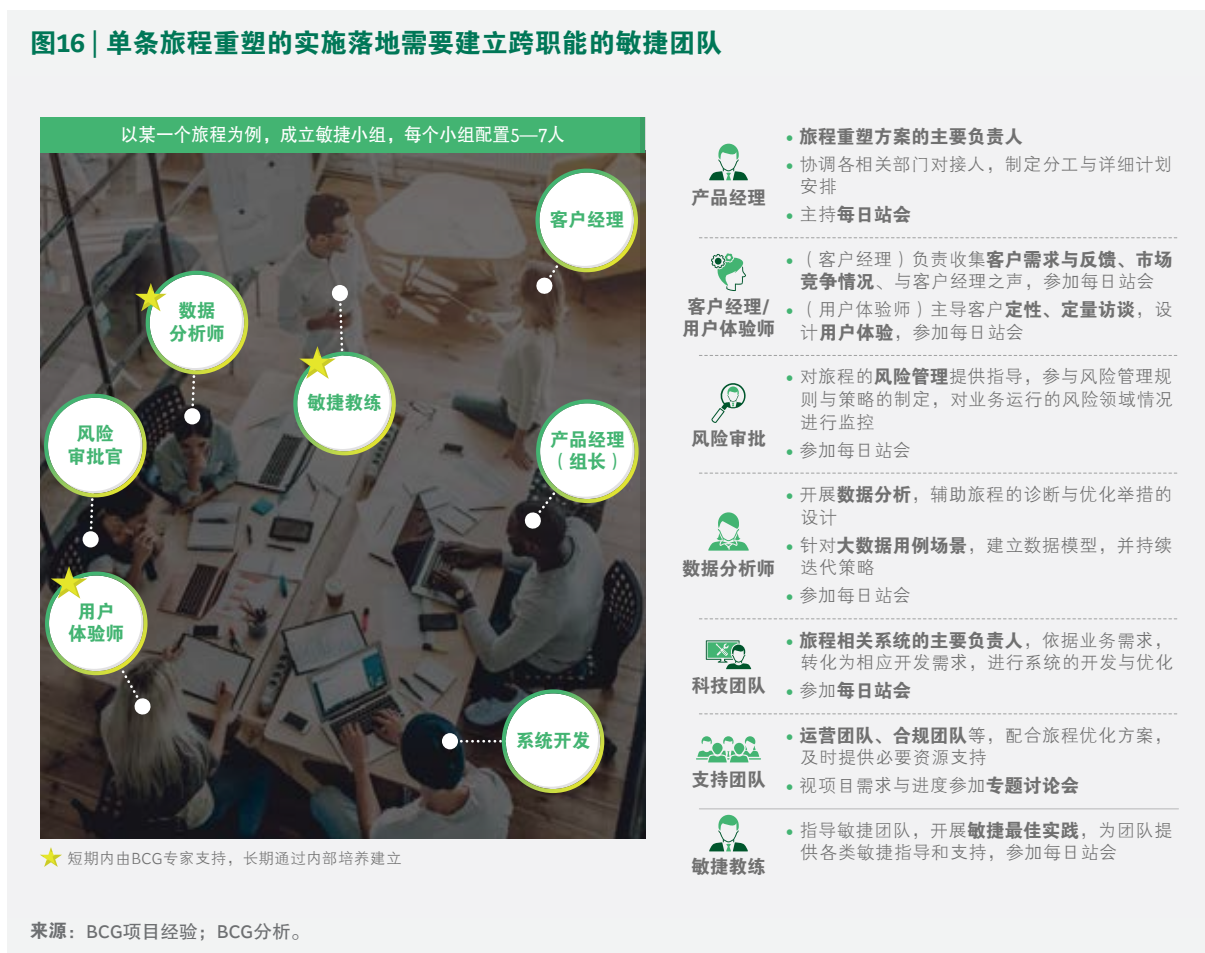 图16 | 单条旅程重塑的实施落地需要建立跨职能的敏捷团队
以某一个旅程为例，成立敏捷小组，每个小组配置5—7人
客户经理
数据
分析师
敏捷教练
风险
审批官
产品经理
（组长）
用户
体验师
系统开发
短期内由BCG专家支持，长期通过内部培养建立
产品经理
• 旅程重塑方案的主要负责人
• 协调各相关部门对接人，制定分工与详细计划
安排
• 主持每日站会
客户经理/
用户体验师
• （客户经理）负责收集客户需求与反馈、市场
竞争情况、与客户经理之声，参加每日站会
• （用户体验师）主导客户定性、定量访谈，设
计用户体验，参加每日站会
风险审批
• 对旅程的风险管理提供指导，参与风险管理规
则与策略的制定，对业务运行的风险领域情况
进行监控
• 参加每日站会
数据分析师
• 开展数据分析，辅助旅程的诊断与优化举措的
设计
• 针对大数据用例场景，建立数据模型，并持续
迭代策略
• 参加每日站会
科技团队
• 旅程相关系统的主要负责人，依据业务需求，
转化为相应开发需求，进行系统的开发与优化
• 参加每日站会
支持团队
• 运营团队、合规团队等，配合旅程优化方案，
及时提供必要资源支持
• 视项目需求与进度参加专题讨论会
敏捷教练
• 指导敏捷团队，开展敏捷最佳实践，为团队提
供各类敏捷指导和支持，参加每日站会
来源：BCG项目经验；BCG分析。